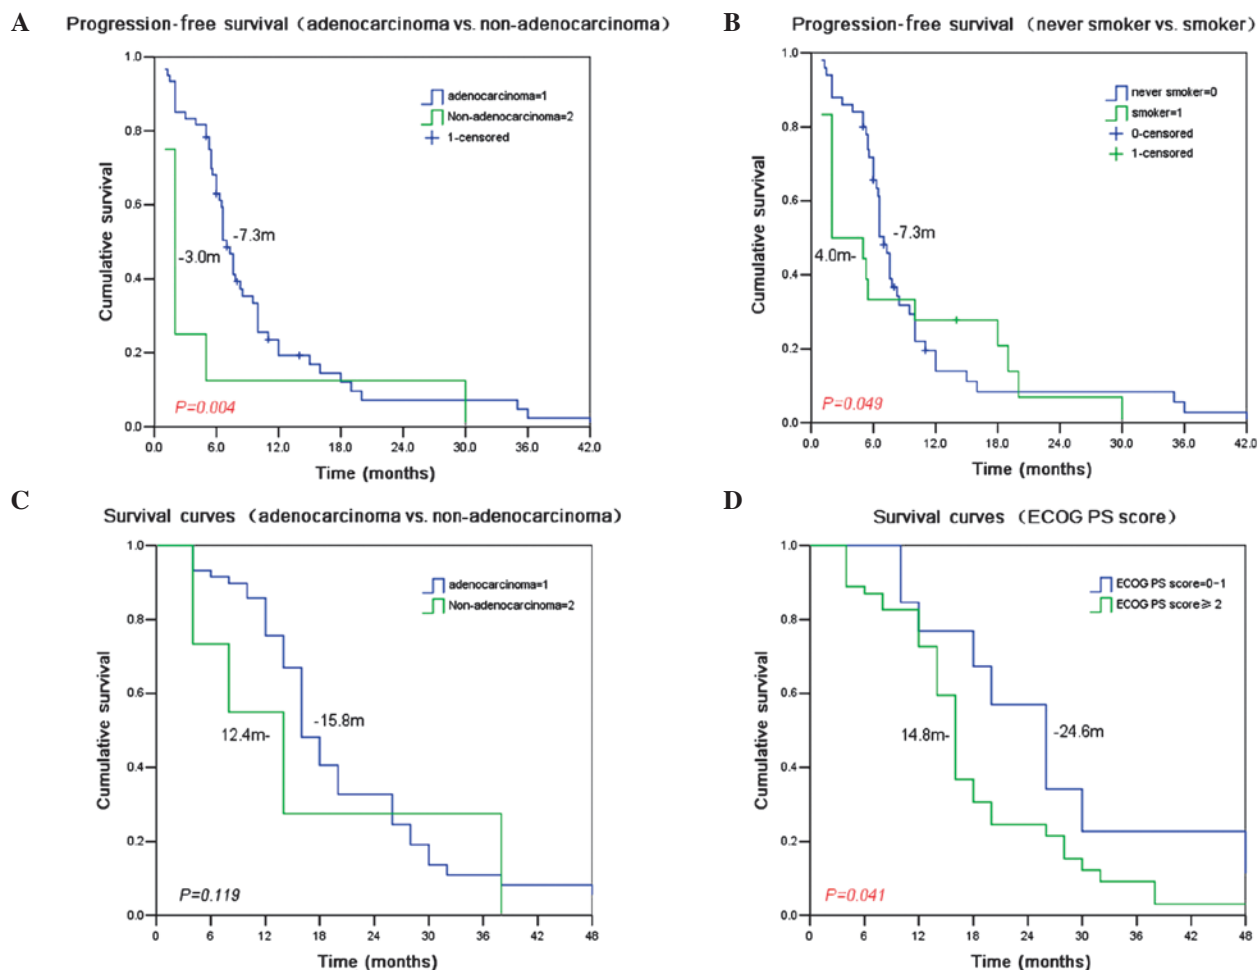 A
Progression-free survival (adenocarcinoma vs. non-adenocarcinoma)
Cumulative survival
1.0
0.8
0.6
0.4
0.2
0.0
adenocarcinoma=1
Non-adenocarcinoma=2
1-censored
-7.3m
-3.0m
P=0.004
0.0 6.0 12.0 18.0 24.0 30.0 36.0 42.0
Time (months)
B
Progression-free survival (never smoker vs. smoker)
Cumulative survival
1.0
0.8
0.6
0.4
0.2
0.0
never smoker=0
smoker=1
0-censored
1-censored
-7.3m
4.0m-
P=0.049
0.0 6.0 12.0 18.0 24.0 30.0 36.0 42.0
Time (months)
C
Survival curves (adenocarcinoma vs. non-adenocarcinoma)
Cumulative survival
1.0
0.8
0.6
0.4
0.2
0.0
adenocarcinoma=1
Non-adenocarcinoma=2
-15.8m
12.4m-
P=0.119
0 6 12 18 24 30 36 42 48
Time (months)
D
Survival curves (ECOG PS score)
Cumulative survival
1.0
0.8
0.6
0.4
0.2
0.0
ECOG PS score=0-1
ECOG PS score≥2
14.8m-
-24.6m
P=0.041
0 6 12 18 24 30 36 42 48
Time (months)